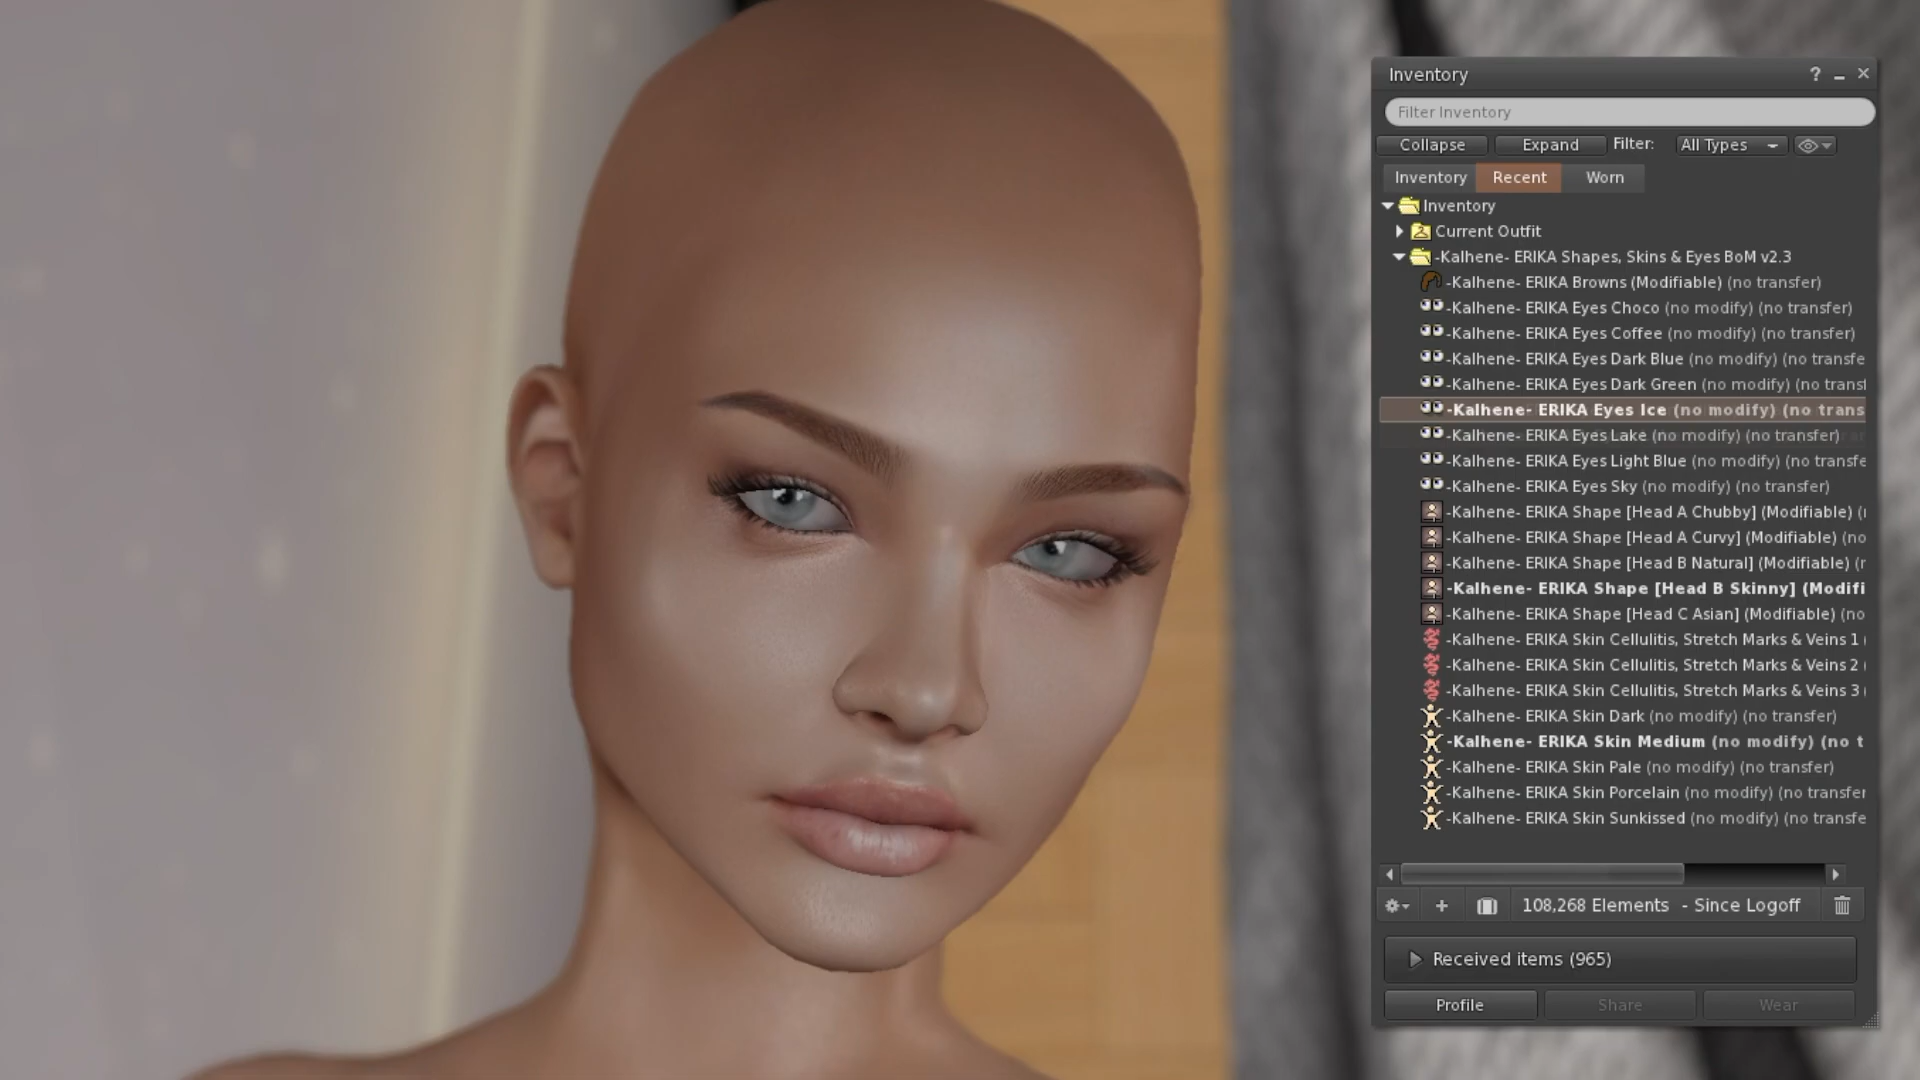 Inventory
?
Filter Inventory
Collapse Expand Filter: All Types
Inventory Recent Worn
Inventory
Current Outfit
-Kalhene- ERIKA Shapes, Skins & Eyes BoM v2.3
-Kalhene- ERIKA Browns (Modifiable) (no transfer)
-Kalhene- ERIKA Eyes Choco (no modify) (no transfer)
-Kalhene- ERIKA Eyes Coffee (no modify) (no transfer)
-Kalhene- ERIKA Eyes Dark Blue (no modify) (no transfe
-Kalhene- ERIKA Eyes Dark Green (no modify) (no transf
-Kalhene- ERIKA Eyes Ice (no modify) (no trans
-Kalhene- ERIKA Eyes Lake (no modify) (no transfer)
-Kalhene- ERIKA Eyes Light Blue (no modify) (no transfe
-Kalhene- ERIKA Eyes Sky (no modify) (no transfer)
-Kalhene- ERIKA Shape [Head A Chubby] (Modifiable) (
-Kalhene- ERIKA Shape [Head A Curvy] (Modifiable) (no
-Kalhene- ERIKA Shape [Head B Natural] (Modifiable) (
-Kalhene- ERIKA Shape [Head B Skinny] (Modifi
-Kalhene- ERIKA Shape [Head C Asian] (Modifiable) (no
-Kalhene- ERIKA Skin Cellulitis, Stretch Marks & Veins 1 (
-Kalhene- ERIKA Skin Cellulitis, Stretch Marks & Veins 2 (
-Kalhene- ERIKA Skin Cellulitis, Stretch Marks & Veins 3 (
-Kalhene- ERIKA Skin Dark (no modify) (no transfer)
-Kalhene- ERIKA Skin Medium (no modify) (no t
-Kalhene- ERIKA Skin Pale (no modify) (no transfer)
-Kalhene- ERIKA Skin Porcelain (no modify) (no transfer
-Kalhene- ERIKA Skin Sunkissed (no modify) (no transfe
108,268 Elements - Since Logoff
Received items (965)
Profile Share Wear